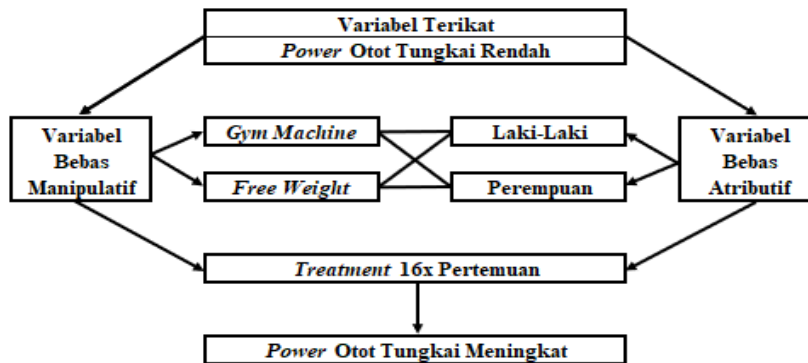 Variabel Terikat
Power Otot Tungkai Rendah
Variabel
Bebas
Manipulatif
Gym Machine
Free Weight
Laki-Laki
Perempuan
Variabel
Bebas
Atributif
Treatment 16x Pertemuan
Power Otot Tungkai Meningkat